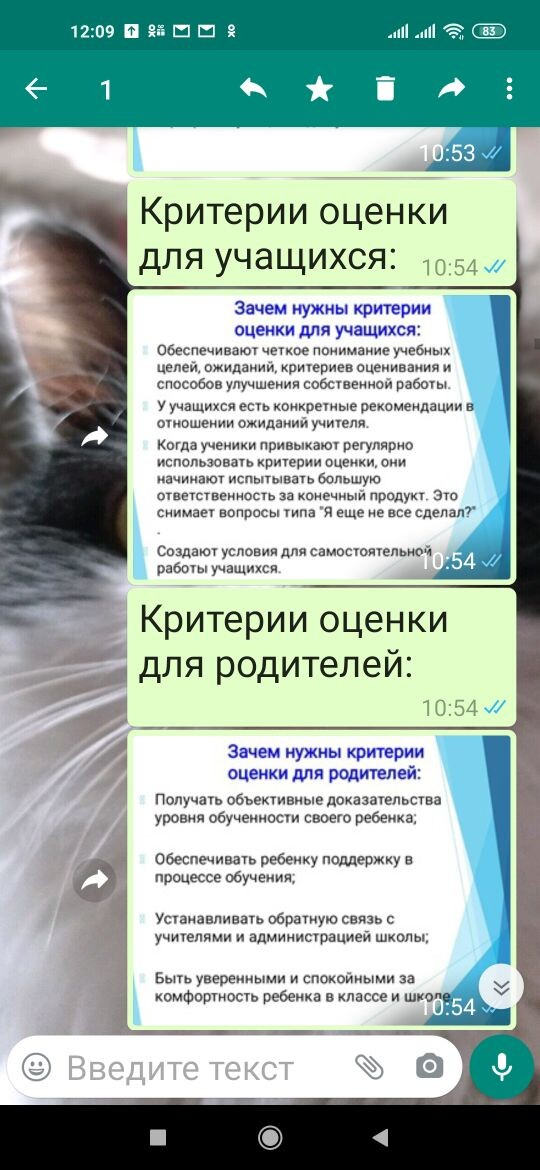 12:09
83
1
10:53
Критерии оценки
для учащихся:
10:54
Зачем нужны критерии
оценки для учащихся:
Обеспечивают четкое понимание учебных
целей, ожиданий, критериев оценивания и
способов улучшения собственной работы.
У учащихся есть конкретные рекомендации в
отношении ожиданий учителя.
Когда ученики привыкают регулярно
использовать критерии оценки, они
начинают испытывать большую
ответственность за конечный продукт. Это
снимает вопросы типа "Я еще не все сделал?"
.
Создают условия для самостоятельной
работы учащихся.
10:54
Критерии оценки
для родителей:
10:54
Зачем нужны критерии
оценки для родителей:
Получать объективные доказательства
уровня обученности своего ребенка;
Обеспечивать ребенку поддержку в
процессе обучения;
Устанавливать обратную связь с
учителями и администрацией школы;
Быть уверенными и спокойными за
комфортность ребенка в классе и школе
10:54
Введите текст